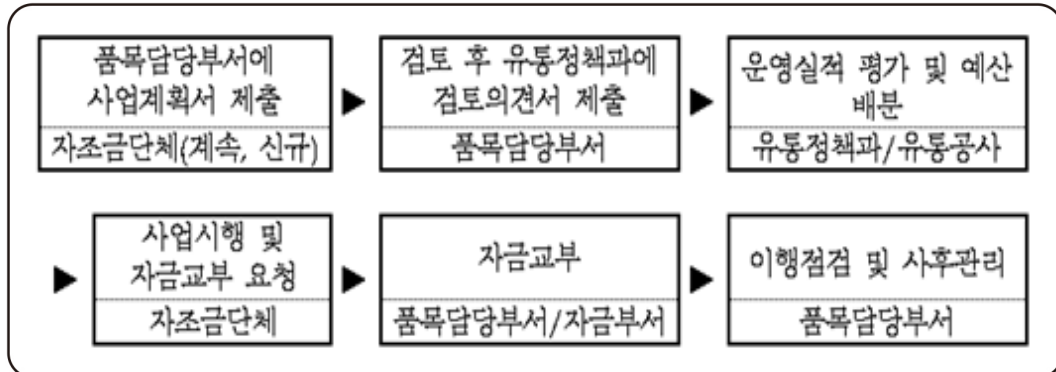 품목담당부서에
사업계획서 제출
자조금단체(계속, 신규)
▶
검토 후 유통정책과에
검토의견서 제출
품목담당부서
▶
운영실적 평가 및 예산
배분
유통정책과/유통공사
▶
사업시행 및
자금교부 요청
자조금단체
▶
자금교부
품목담당부서/자금부서
▶
이행점검 및 사후관리
품목담당부서